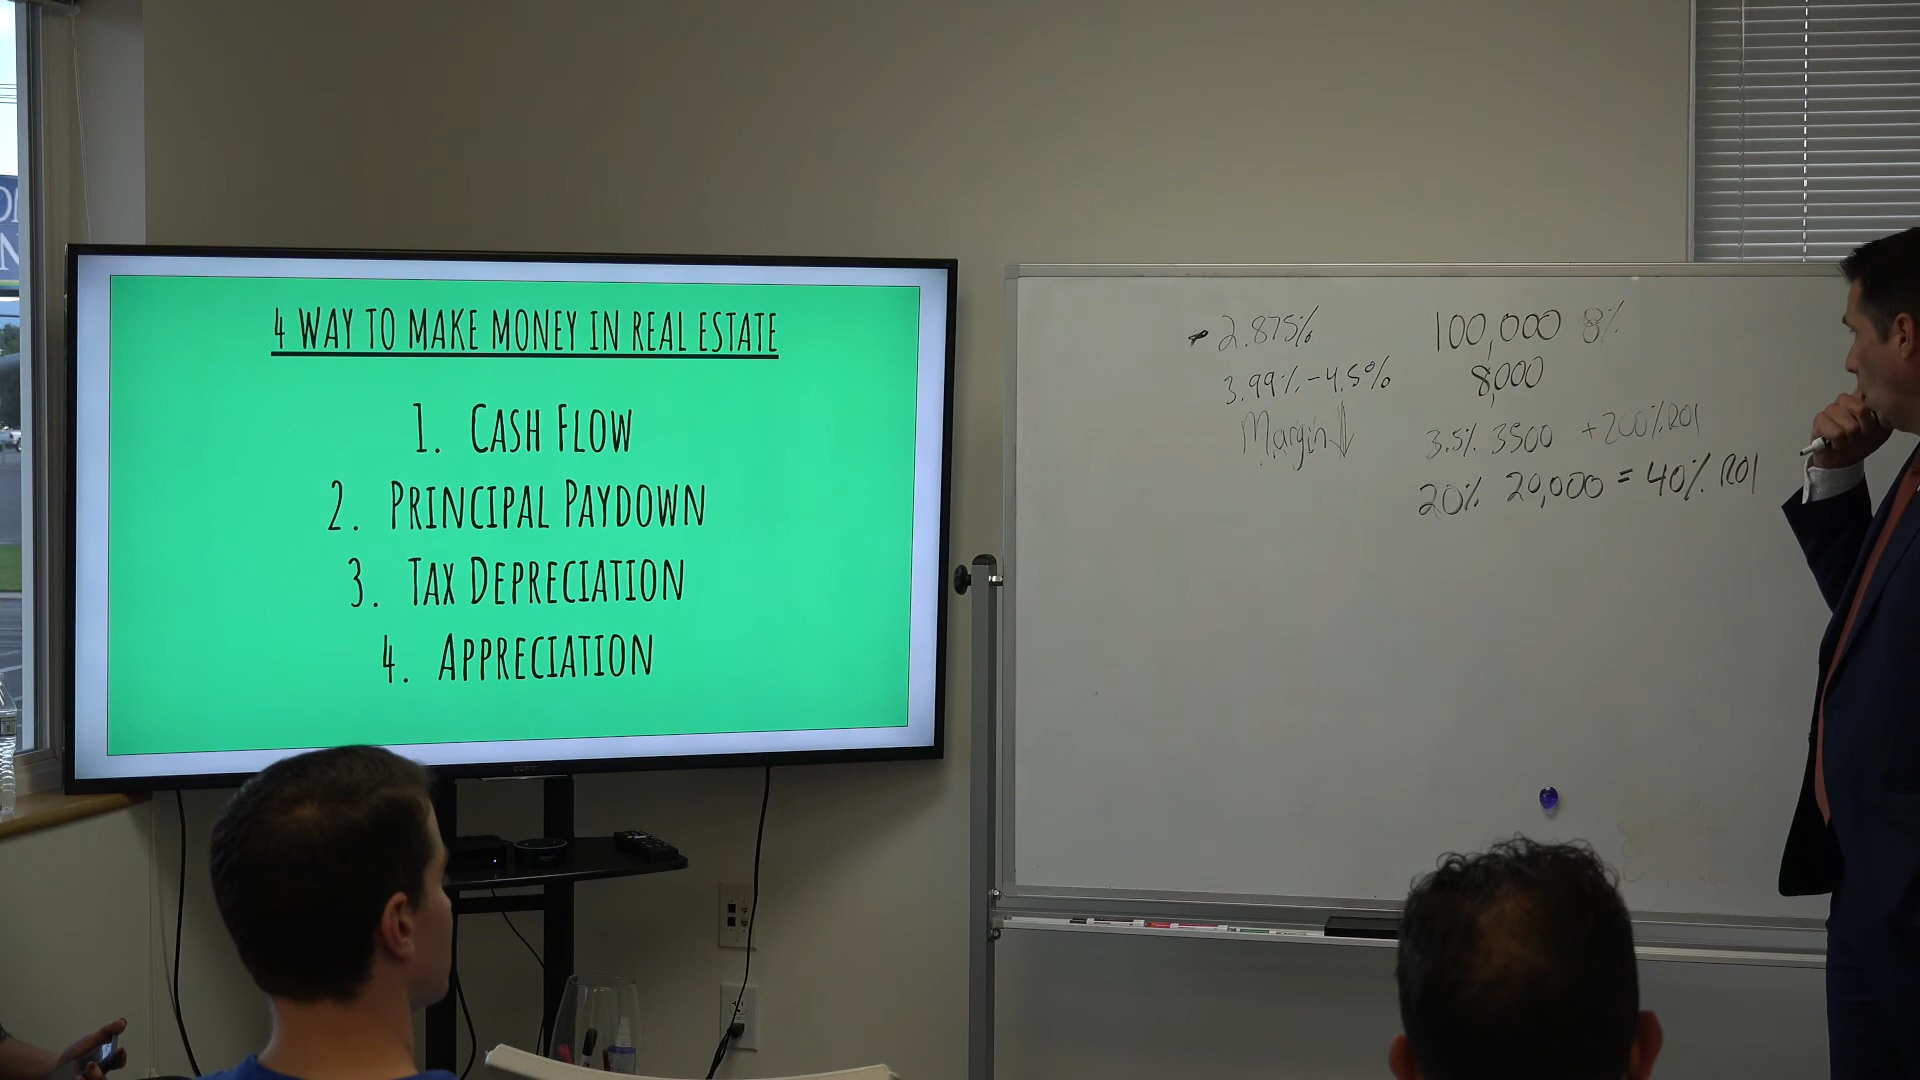 4 WAY TO MAKE MONEY IN REAL ESTATE
1. CASH FLOW
2. PRINCIPAL PAYDOWN
3. TAX DEPRECIATION
4. APPRECIATION
2.875%
3.99% - 4.5%
Margin ↓
100,000 8%
8,000
3.5% 3500 +200% ROI
20% 20,000 = 40% ROI